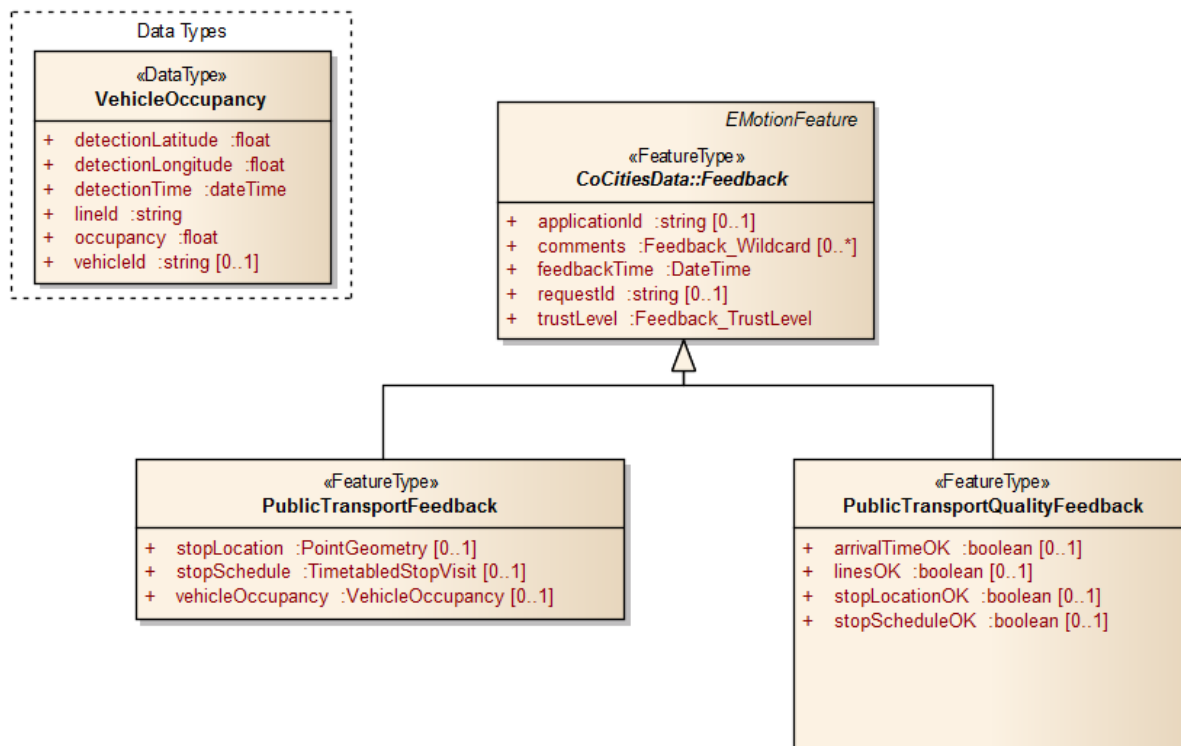 Data Types
«DataType»
VehicleOccupancy
+ detectionLatitude :float
+ detectionLongitude :float
+ detectionTime :dateTime
+ lineId :string
+ occupancy :float
+ vehicleId :string [0..1]
EMotionFeature
«FeatureType»
CoCitiesData::Feedback
+ applicationId :string [0..1]
+ comments :Feedback_Wildcard [0..*]
+ feedbackTime :DateTime
+ requestId :string [0..1]
+ trustLevel :Feedback_TrustLevel
«FeatureType»
PublicTransportFeedback
+ stopLocation :PointGeometry [0..1]
+ stopSchedule :TimetabledStopVisit [0..1]
+ vehicleOccupancy :VehicleOccupancy [0..1]
«FeatureType»
PublicTransportQualityFeedback
+ arrivalTimeOK :boolean [0..1]
+ linesOK :boolean [0..1]
+ stopLocationOK :boolean [0..1]
+ stopScheduleOK :boolean [0..1]